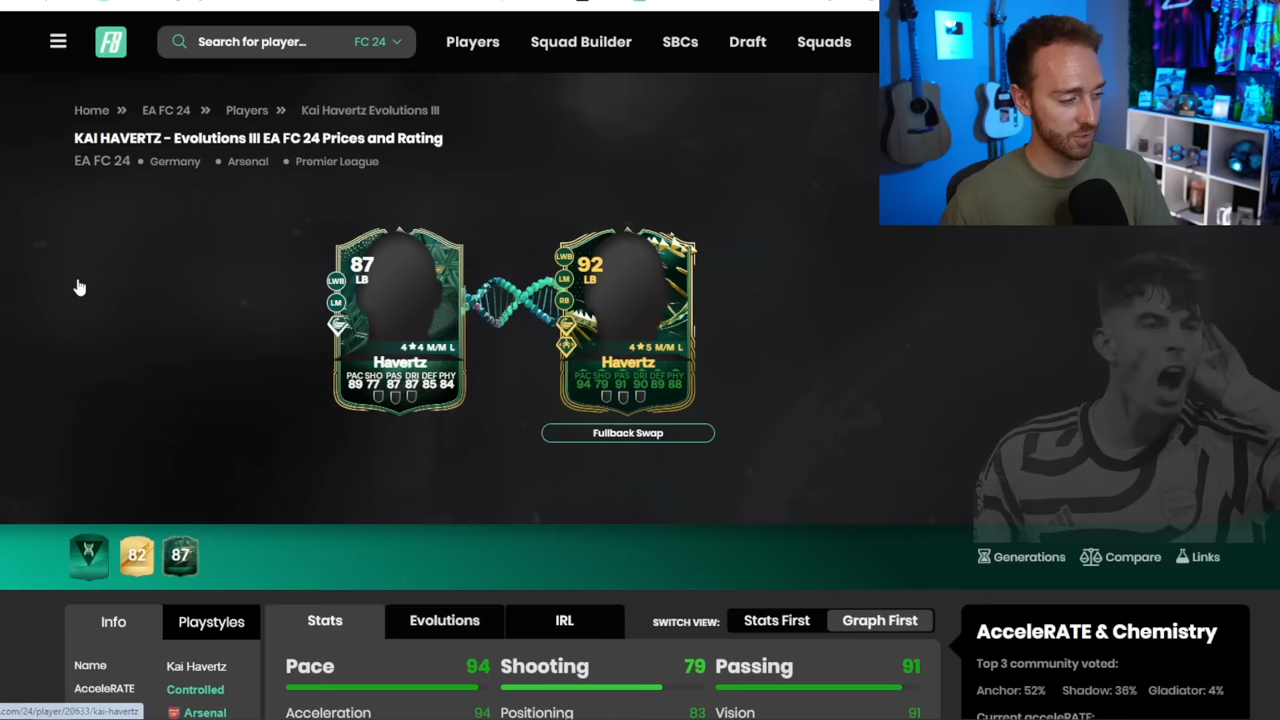 FB Search for player... FC 24 Players Squad Builder SBCs Draft Squads
Home » EA FC 24 » Players » Kai Havertz Evolutions III
KAI HAVERTZ - Evolutions III EA FC 24 Prices and Rating
EA FC 24 • Germany • Arsenal • Premier League
87
LB
LWB
LM
4★4 M/M L
Havertz
PAC SHO PAS DRI DEF PHY
89 77 87 87 85 84
92
LB
LWB
LM
RB
4★5 M/M L
Havertz
PAC SHO PAS DRI DEF PHY
94 79 91 90 89 88
Fullback Swap
82 87
Generations Compare Links
Info Playstyles
Name Kai Havertz
AcceleRATE Controlled
Arsenal
Stats Evolutions IRL SWITCH VIEW: Stats First Graph First
Pace 94 Shooting 79 Passing 91
Acceleration 94 Positioning 83 Vision 91
AcceleRATE & Chemistry
Top 3 community voted:
Anchor: 52% Shadow: 36% Gladiator: 4%
Current acceleRATE:
s.com/24/player/20633/kai-havertz